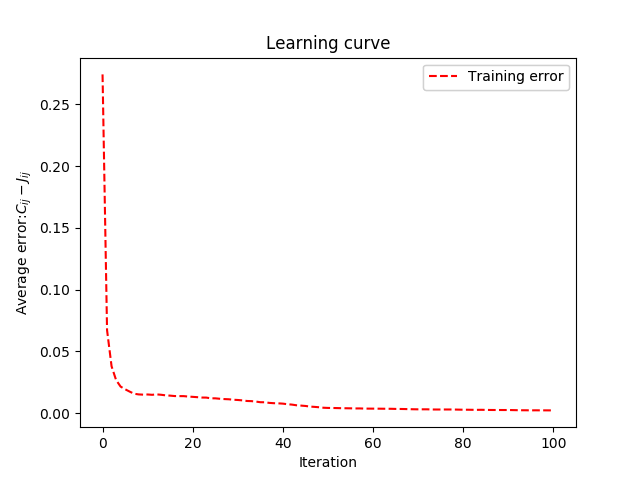 Learning curve
Training error
Average error:C_{ij} − J_{ij}
0.25
0.20
0.15
0.10
0.05
0.00
0 20 40 60 80 100
Iteration